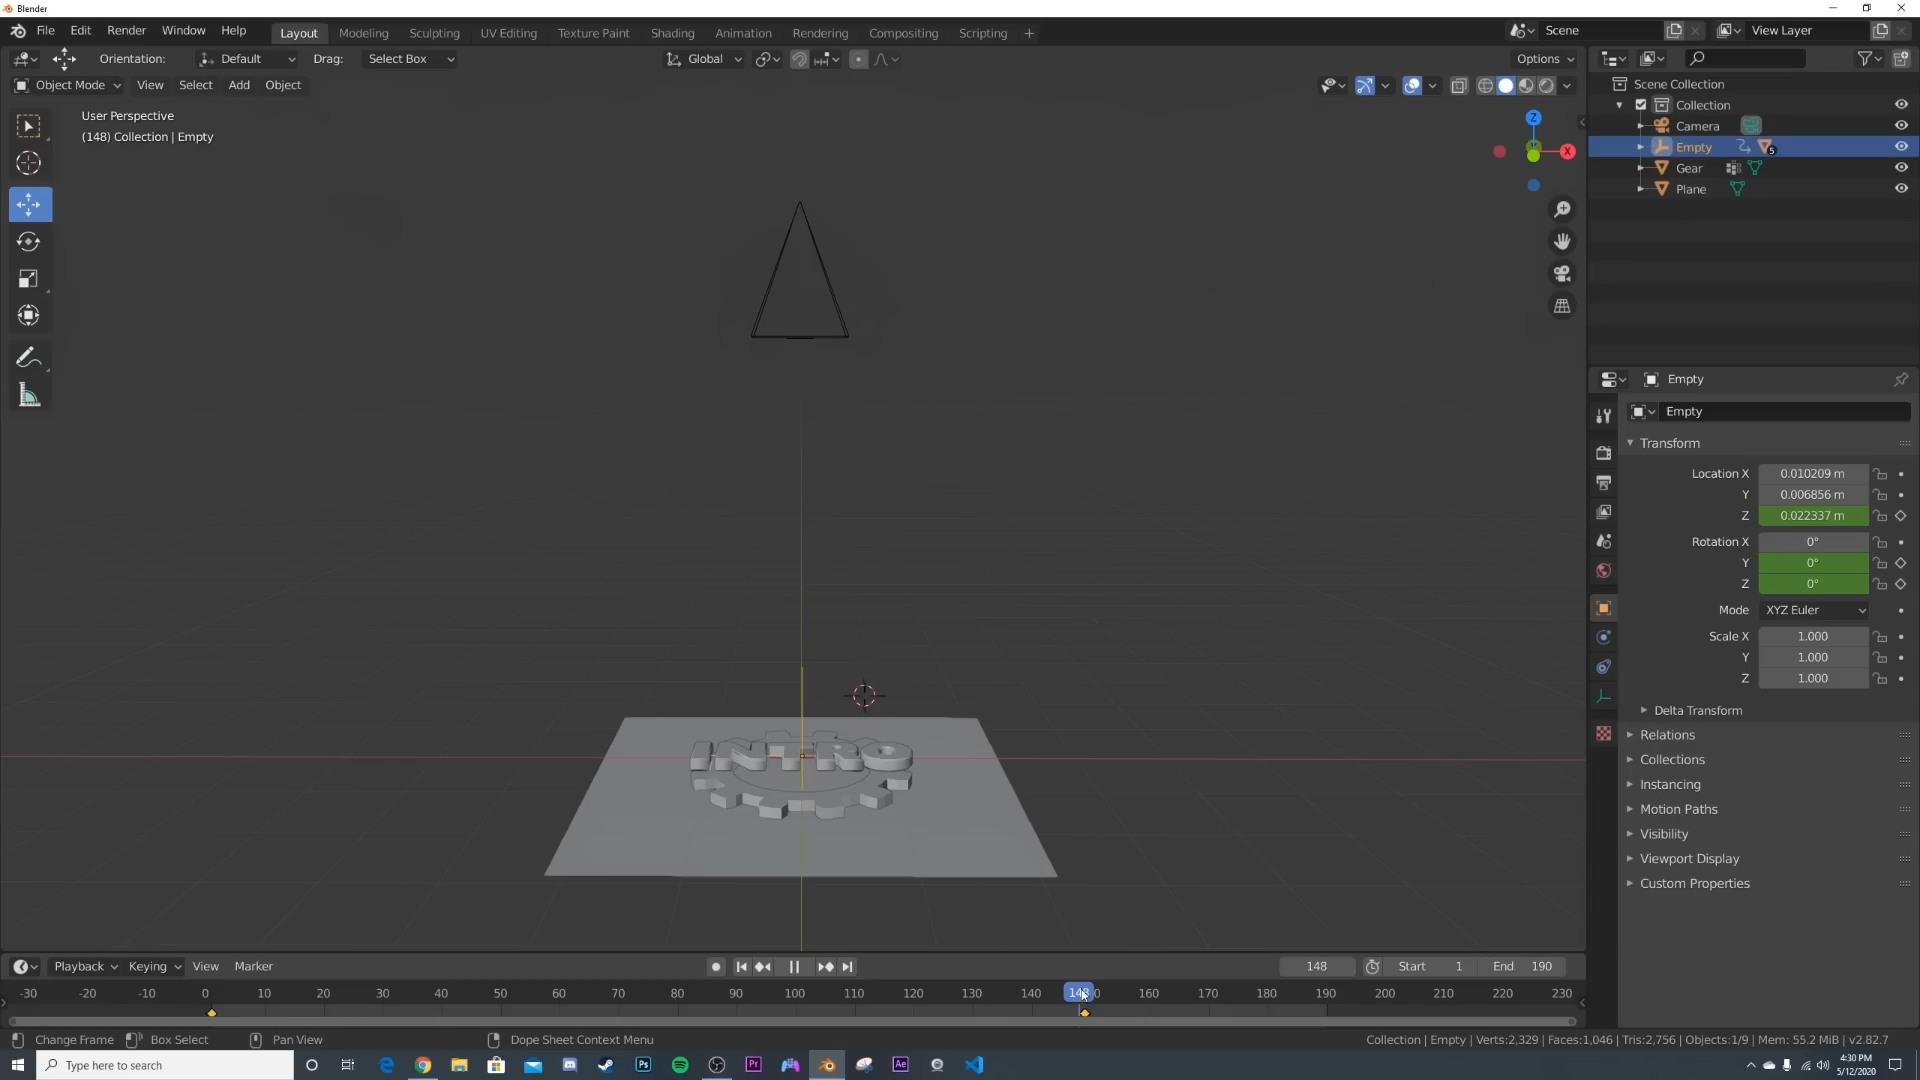 Blender
File Edit Render Window Help Layout Modeling Sculpting UV Editing Texture Paint Shading Animation Rendering Compositing Scripting + Scene View Layer
Orientation: Default Drag: Select Box Global Options
Object Mode View Select Add Object
User Perspective
(148) Collection | Empty
Z
X
INTRO
Scene Collection
Collection
Camera
Empty 5
Gear
Plane
Empty
Empty
Transform
Location X 0.010209 m
Y 0.006856 m
Z 0.022337 m
Rotation X 0°
Y 0°
Z 0°
Mode XYZ Euler
Scale X 1.000
Y 1.000
Z 1.000
Delta Transform
Relations
Collections
Instancing
Motion Paths
Visibility
Viewport Display
Custom Properties
Playback Keying View Marker 148 Start 1 End 190
-30 -20 -10 0 10 20 30 40 50 60 70 80 90 100 110 120 130 140 148 160 170 180 190 200 210 220 230
Change Frame Box Select Pan View Dope Sheet Context Menu Collection | Empty | Verts:2,329 | Faces:1,046 | Tris:2,756 | Objects:1/9 | Mem: 55.2 MiB | v2.82.7
Type here to search Ps Pr Ae 4:30 PM
5/12/2020